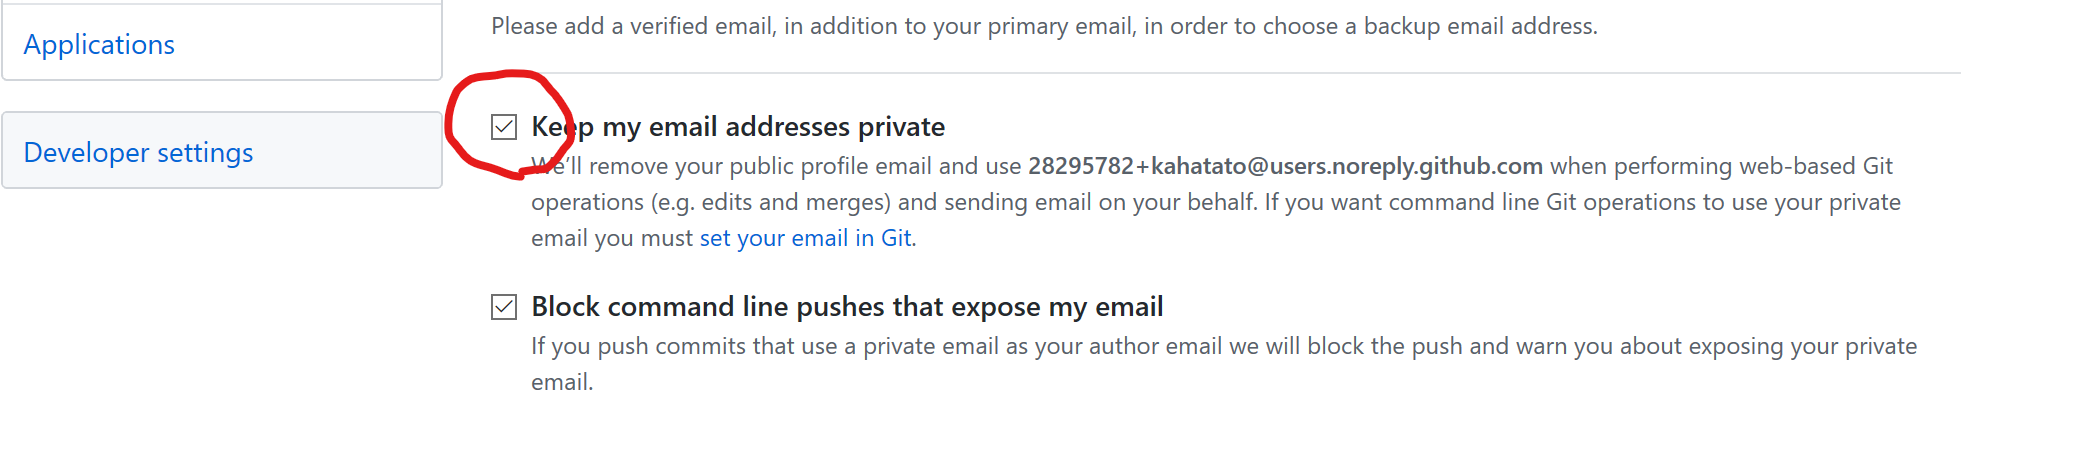 Applications
Developer settings
Please add a verified email, in addition to your primary email, in order to choose a backup email address.
Keep my email addresses private
We’ll remove your public profile email and use 28295782+kahatato@users.noreply.github.com when performing web-based Git
operations (e.g. edits and merges) and sending email on your behalf. If you want command line Git operations to use your private
email you must set your email in Git.
Block command line pushes that expose my email
If you push commits that use a private email as your author email we will block the push and warn you about exposing your private
email.